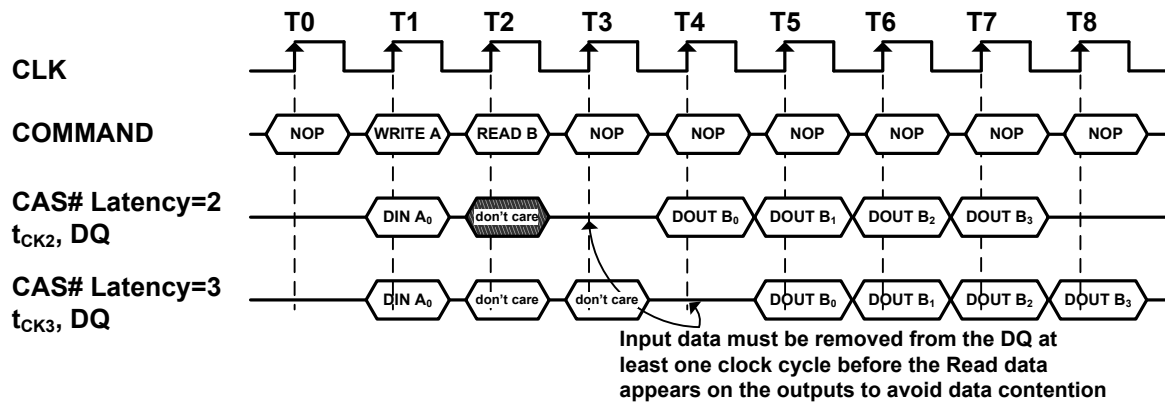 T0 T1 T2 T3 T4 T5 T6 T7 T8
CLK
COMMAND NOP WRITE A READ B NOP NOP NOP NOP NOP NOP
CAS# Latency=2
tCK2, DQ DIN A0 don't care DOUT B0 DOUT B1 DOUT B2 DOUT B3
CAS# Latency=3
tCK3, DQ DIN A0 don't care don't care DOUT B0 DOUT B1 DOUT B2 DOUT B3
Input data must be removed from the DQ at
least one clock cycle before the Read data
appears on the outputs to avoid data contention